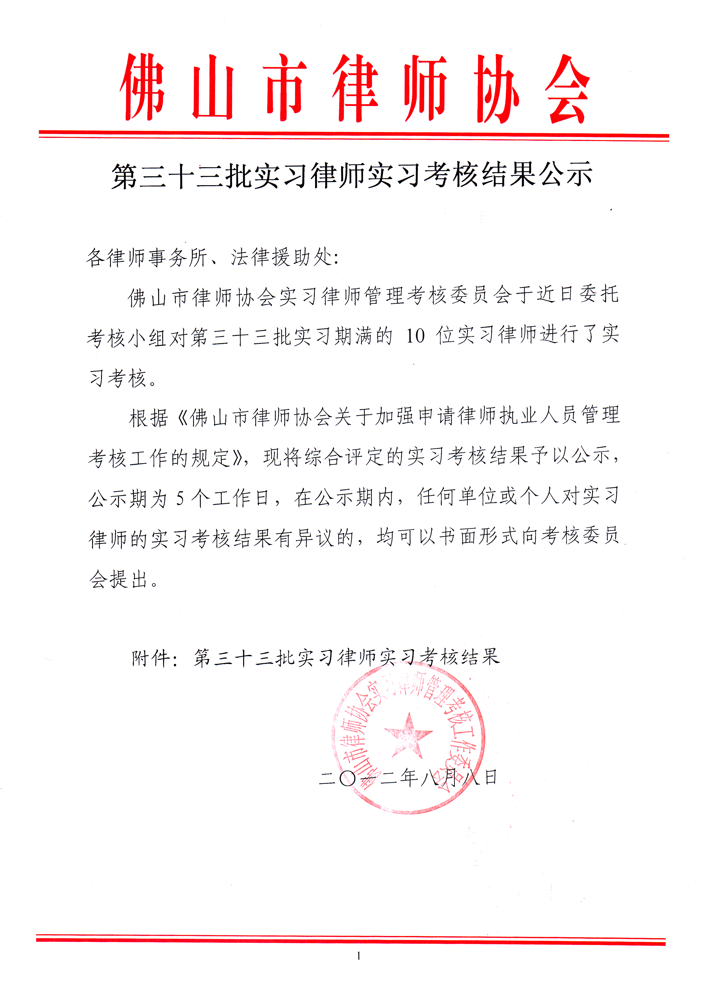 佛山市律师协会
第三十三批实习律师实习考核结果公示
各律师事务所、法律援助处：
佛山市律师协会实习律师管理考核委员会于近日委托
考核小组对第三十三批实习期满的 10 位实习律师进行了实
习考核。
根据《佛山市律师协会关于加强申请律师执业人员管理
考核工作的规定》，现将综合评定的实习考核结果予以公示，
公示期为 5 个工作日，在公示期内，任何单位或个人对实习
律师的实习考核结果有异议的，均可以书面形式向考核委员
会提出。
附件：第三十三批实习律师实习考核结果
佛山市律师协会实习律师管理考核工作委员会
二〇一二年八月八日
1